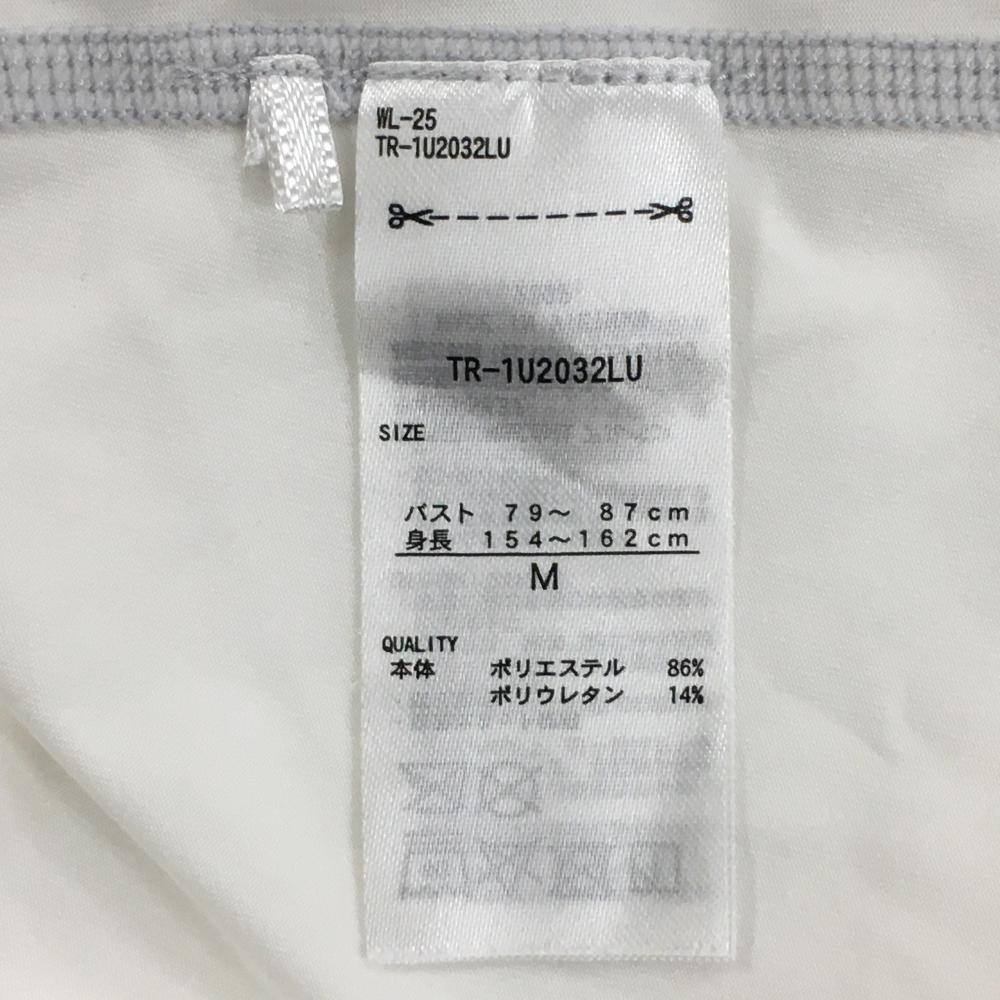 WL-25
TR-1U2032LU
TR-1U2032LU
SIZE
バスト 79～ 87cm
身長 154～162cm
M
QUALITY
本体 ポリエステル 86%
ポリウレタン 14%